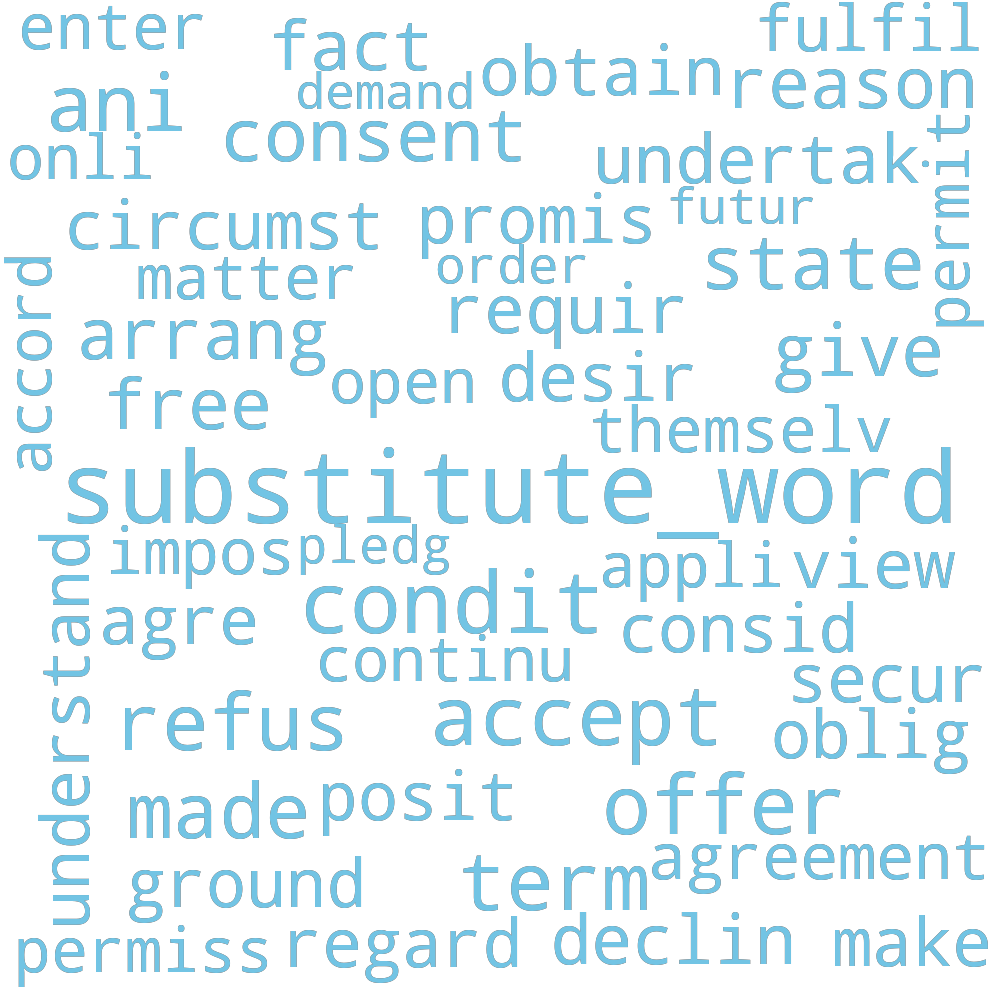 enter
fact
fulfil
demand
obtain
reason
ani
consent
onli
undertak
permit
circumst
promis
futur
matter
order
state
accord
requir
arrang
give
open
desir
free
themselv
substitute_word
impos
pledg
appli
view
understand
agre
condit
consid
continu
secur
refus
accept
oblig
made
posit
offer
ground
term
agreement
permiss
regard
declin
make